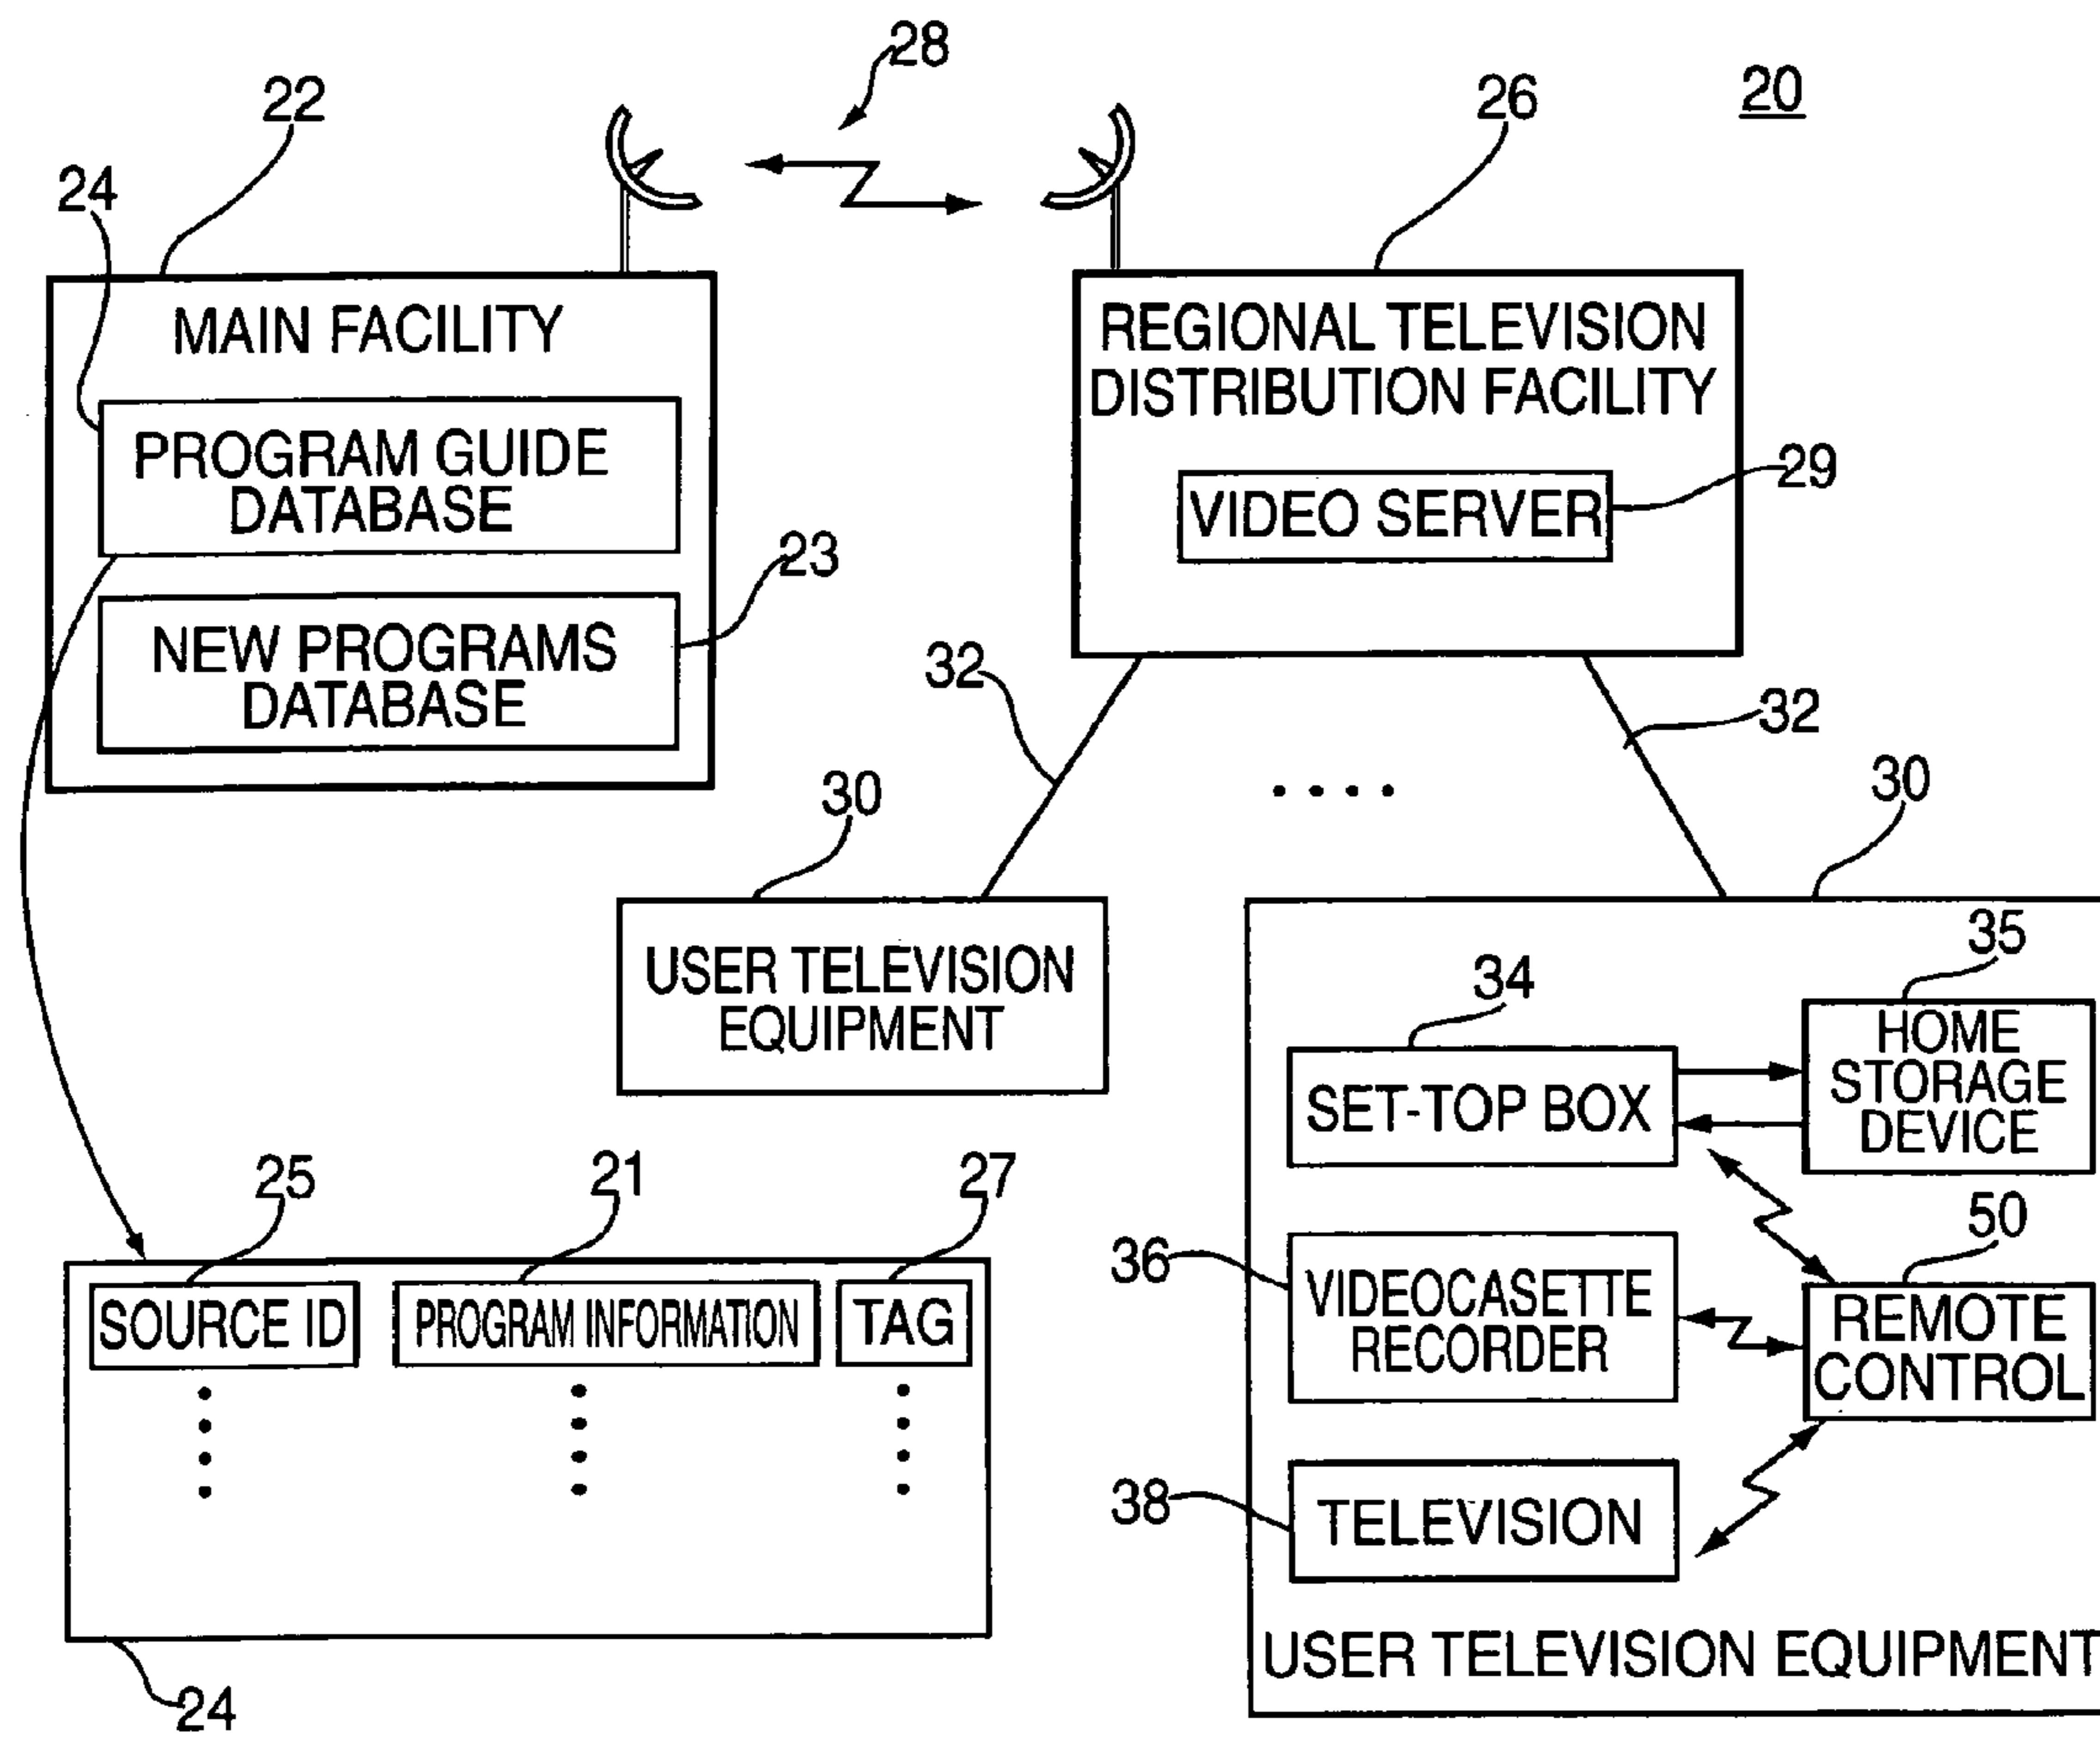 28
22
26
20
24
MAIN FACILITY
REGIONAL TELEVISION
DISTRIBUTION FACILITY
PROGRAM GUIDE
DATABASE
29
VIDEO SERVER
23
NEW PROGRAMS
DATABASE
32
32
30
30
USER TELEVISION
EQUIPMENT
35
34
HOME
STORAGE
DEVICE
SET-TOP BOX
25
21
27
50
36
SOURCE ID
PROGRAM INFORMATION
TAG
VIDEOCASETTE
RECORDER
REMOTE
CONTROL
38
TELEVISION
USER TELEVISION EQUIPMENT
24